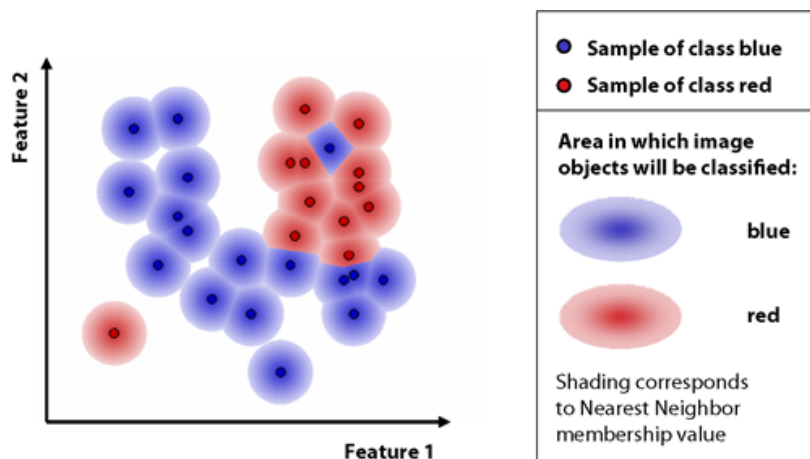 Feature 2
Feature 1
Sample of class blue
Sample of class red
Area in which image
objects will be classified:
blue
red
Shading corresponds
to Nearest Neighbor
membership value